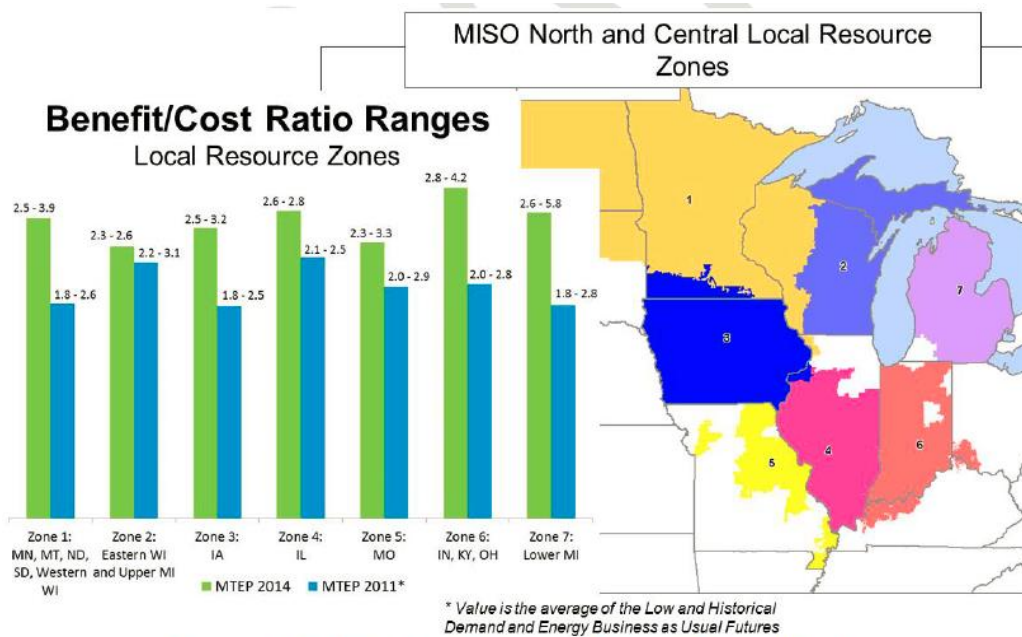 MISO North and Central Local Resource
Zones
Benefit/Cost Ratio Ranges
Local Resource Zones
2.5 - 3.9
1.8 - 2.6
2.3 - 2.6
2.2 - 3.1
2.5 - 3.2
1.8 - 2.5
2.6 - 2.8
2.1 - 2.5
2.3 - 3.3
2.0 - 2.9
2.8 - 4.2
2.0 - 2.8
2.6 - 5.8
1.8 - 2.8
Zone 1:
MN, MT, ND,
SD, Western
WI
Zone 2:
Eastern WI
and Upper MI
Zone 3:
IA
Zone 4:
IL
Zone 5:
MO
Zone 6:
IN, KY, OH
Zone 7:
Lower MI
MTEP 2014
MTEP 2011*
1
2
3
4
5
6
7
* Value is the average of the Low and Historical
Demand and Energy Business as Usual Futures